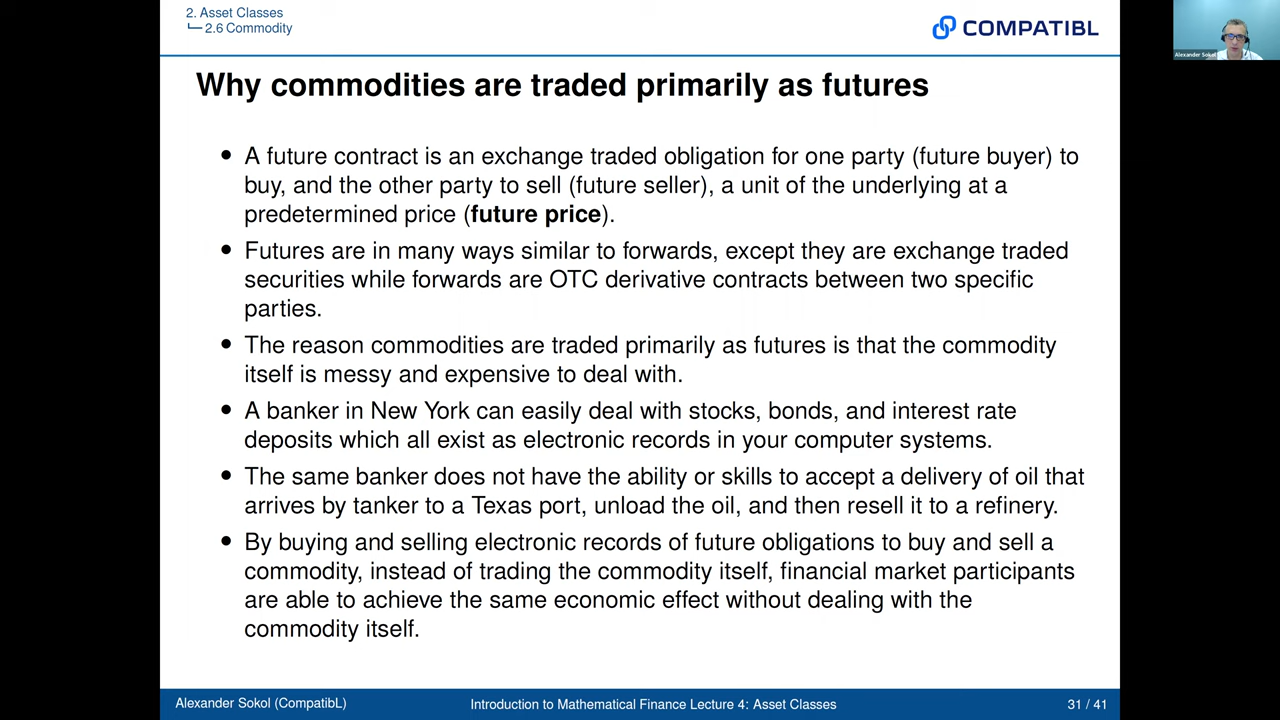 2. Asset Classes
2.6 Commodity
COMPATIBL
Alexander Sokol
Why commodities are traded primarily as futures
• A future contract is an exchange traded obligation for one party (future buyer) to
buy, and the other party to sell (future seller), a unit of the underlying at a
predetermined price (future price).
• Futures are in many ways similar to forwards, except they are exchange traded
securities while forwards are OTC derivative contracts between two specific
parties.
• The reason commodities are traded primarily as futures is that the commodity
itself is messy and expensive to deal with.
• A banker in New York can easily deal with stocks, bonds, and interest rate
deposits which all exist as electronic records in your computer systems.
• The same banker does not have the ability or skills to accept a delivery of oil that
arrives by tanker to a Texas port, unload the oil, and then resell it to a refinery.
• By buying and selling electronic records of future obligations to buy and sell a
commodity, instead of trading the commodity itself, financial market participants
are able to achieve the same economic effect without dealing with the
commodity itself.
Alexander Sokol (CompatibL)
Introduction to Mathematical Finance Lecture 4: Asset Classes
31 / 41